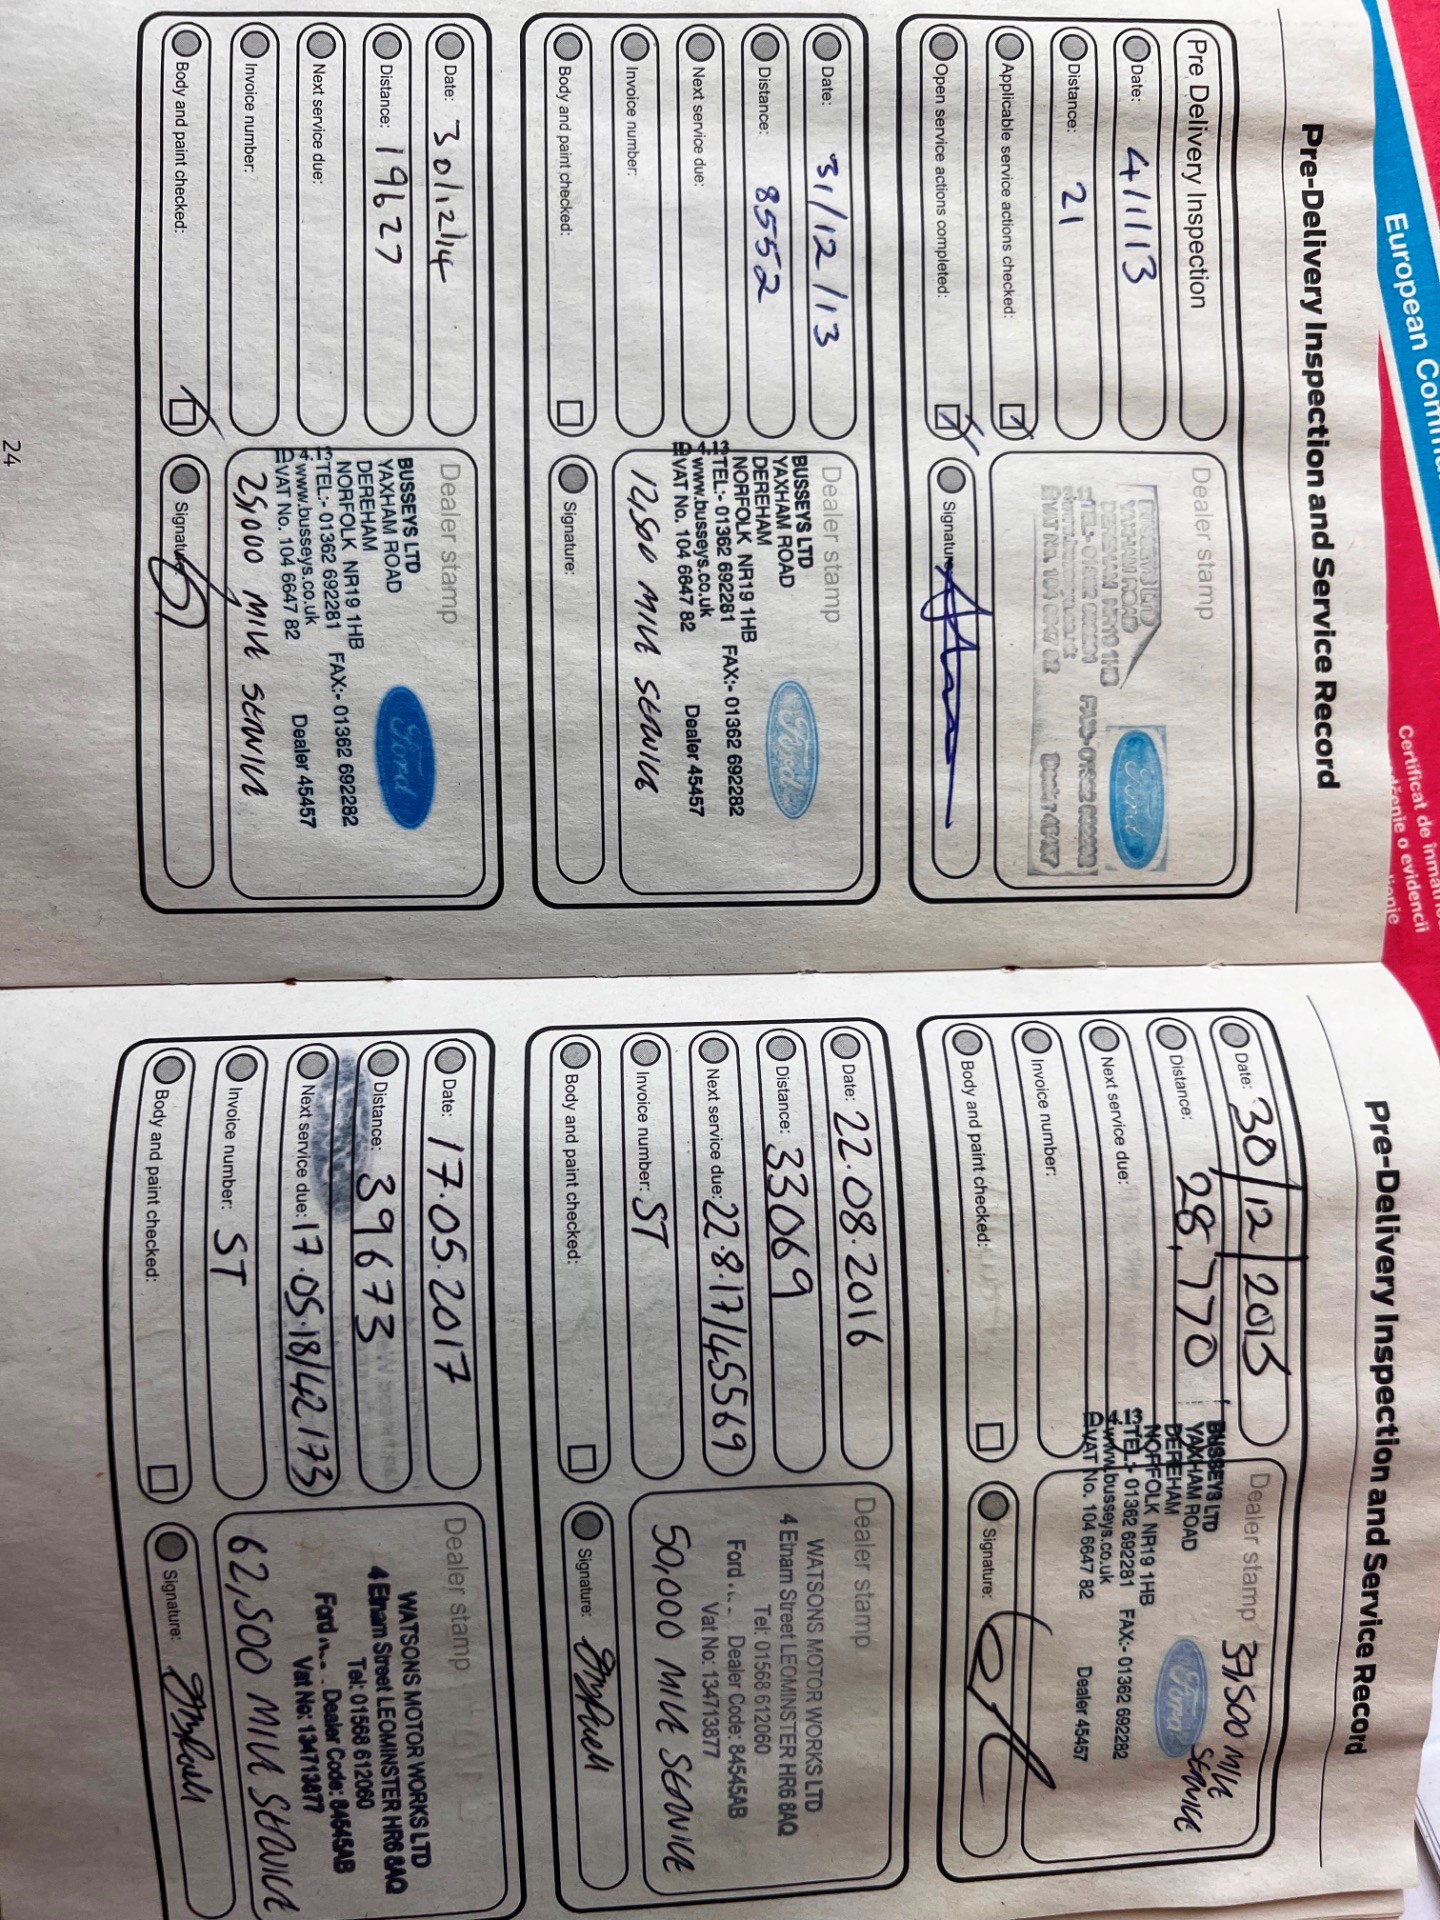 European Comm
Certificat de înmatric
o evidencii
Pre-Delivery Inspection and Service Record
Pre Delivery Inspection
Date: 4/1/13
Distance: 21
Applicable service actions checked:
Open service actions completed:
Dealer stamp
YAXHAM ROAD
DEREHAM
Ford
Signature:
Date: 31/12/13
Distance: 8552
Next service due:
Invoice number:
Body and paint checked:
Dealer stamp
BUSSEYS LTD
YAXHAM ROAD
DEREHAM
NORFOLK NR19 1HB
TEL:- 01362 692281 FAX:- 01362 692282
www.busseys.co.uk
VAT No. 104 6647 82 Dealer 45457
Ford
12,500 MILE SERVICE
Signature:
Date: 30/12/14
Distance: 19627
Next service due:
Invoice number:
Body and paint checked:
Dealer stamp
BUSSEYS LTD
YAXHAM ROAD
DEREHAM
NORFOLK NR19 1HB
TEL:- 01362 692281 FAX:- 01362 692282
www.busseys.co.uk
VAT No. 104 6647 82 Dealer 45457
Ford
25,000 MILE SERVICE
Signature:
24
Pre-Delivery Inspection and Service Record
Date: 30/12/2015
Distance: 28,770
Next service due:
Invoice number:
Body and paint checked:
Dealer stamp 37,500 MILE SERVICE
BUSSEYS LTD
YAXHAM ROAD
DEREHAM
NORFOLK NR19 1HB
TEL:- 01362 692281 FAX:- 01362 692282
www.busseys.co.uk
VAT No. 104 6647 82 Dealer 45457
Ford
Signature:
Date: 22.08.2016
Distance: 33069
Next service due: 22.8.17/45569
Invoice number: ST
Body and paint checked:
Dealer stamp
WATSONS MOTOR WORKS LTD
4 Etnam Street LEOMINSTER HR6 8AQ
Tel: 01568 612060
Ford Dealer Code: 84545AB
Vat No: 134713877
50,000 MILE SERVICE
Signature:
Date: 17.05.2017
Distance: 39673
Next service due: 17.05.18/42173
Invoice number: ST
Body and paint checked:
Dealer stamp
WATSONS MOTOR WORKS LTD
4 Etnam Street LEOMINSTER HR6 8AQ
Tel: 01568 612060
Ford Dealer Code: 84545AB
Vat No: 134713877
62,500 MILE SERVICE
Signature: